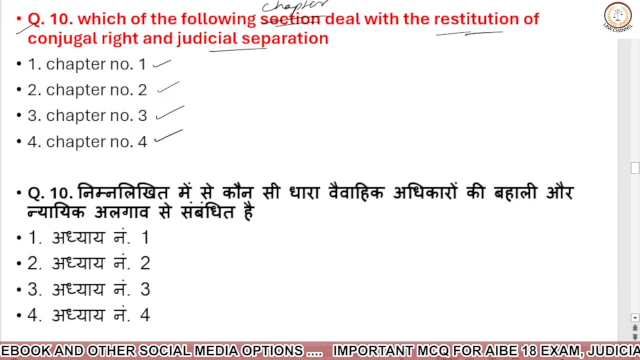 chapter
Q. 10. which of the following section deal with the restitution of
conjugal right and judicial separation
• 1. chapter no. 1
• 2. chapter no. 2
• 3. chapter no. 3
• 4. chapter no. 4
Q. 10. निम्नलिखित में से कौन सी धारा वैवाहिक अधिकारों की बहाली और
न्यायिक अलगाव से संबंधित है
• 1. अध्याय नं. 1
• 2. अध्याय नं. 2
• 3. अध्याय नं. 3
• 4. अध्याय नं. 4
EBOOK AND OTHER SOCIAL MEDIA OPTIONS .... IMPORTANT MCQ FOR AIBE 18 EXAM, JUDICIA